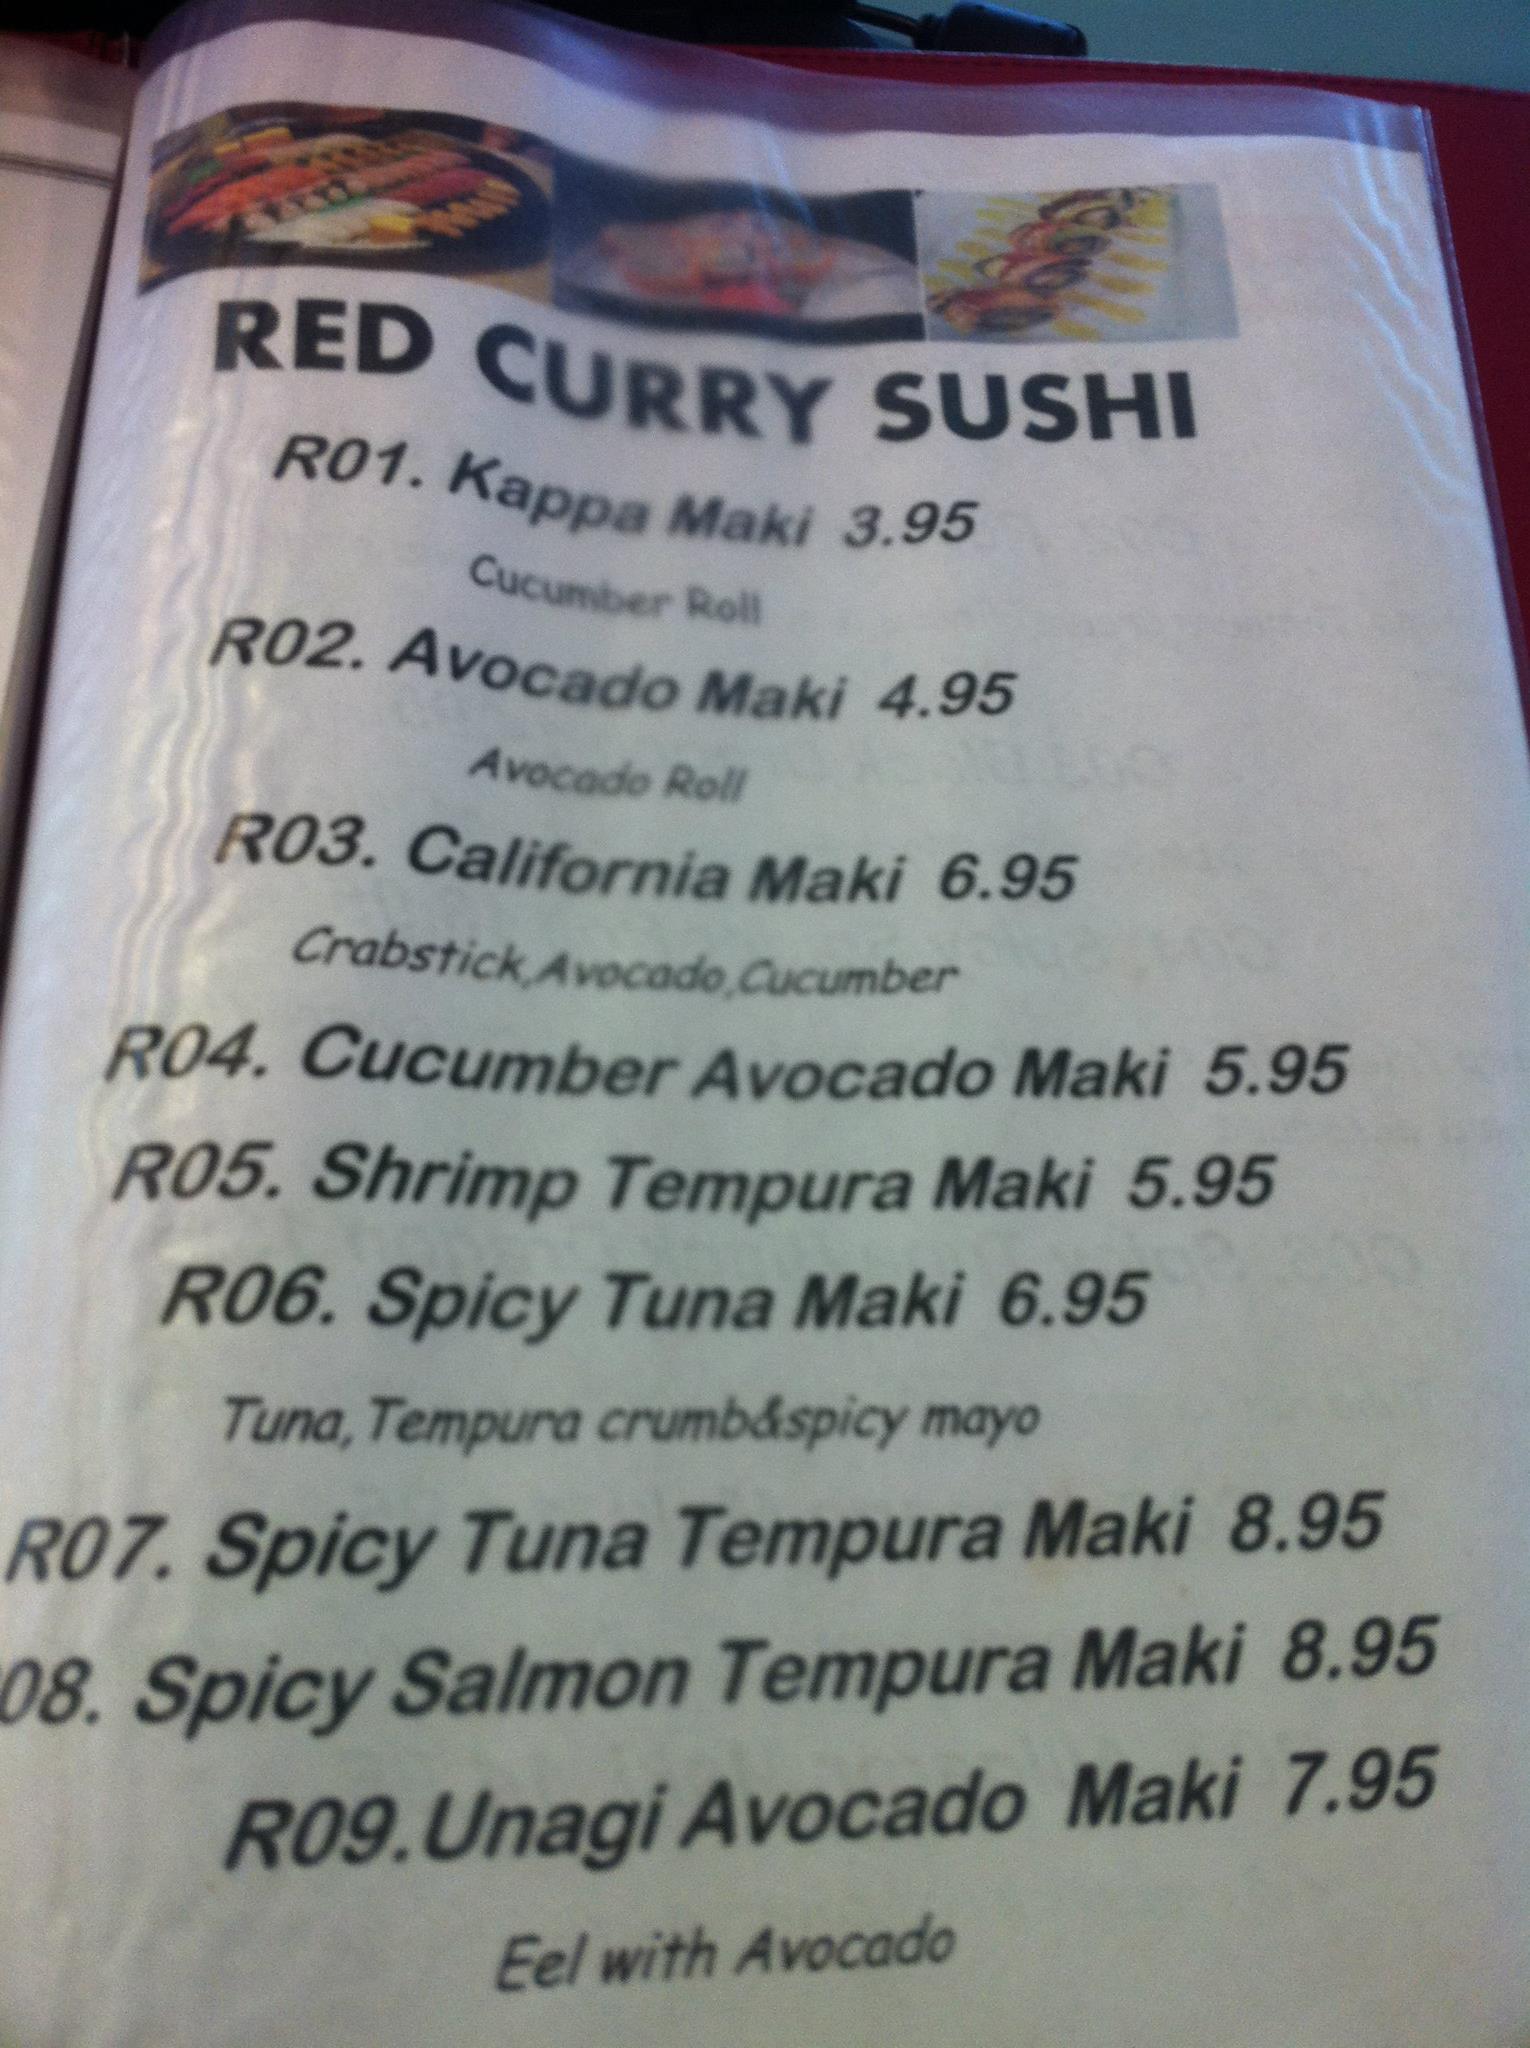 RED CURRY SUSHI
R01. Kappa Maki 3.95
Cucumber Roll
R02. Avocado Maki 4.95
Avocado Roll
R03. California Maki 6.95
Crabstick,Avocado,Cucumber
R04. Cucumber Avocado Maki 5.95
R05. Shrimp Tempura Maki 5.95
R06. Spicy Tuna Maki 6.95
Tuna,Tempura crumb&spicy mayo
R07. Spicy Tuna Tempura Maki 8.95
08. Spicy Salmon Tempura Maki 8.95
R09.Unagi Avocado Maki 7.95
Eel with Avocado